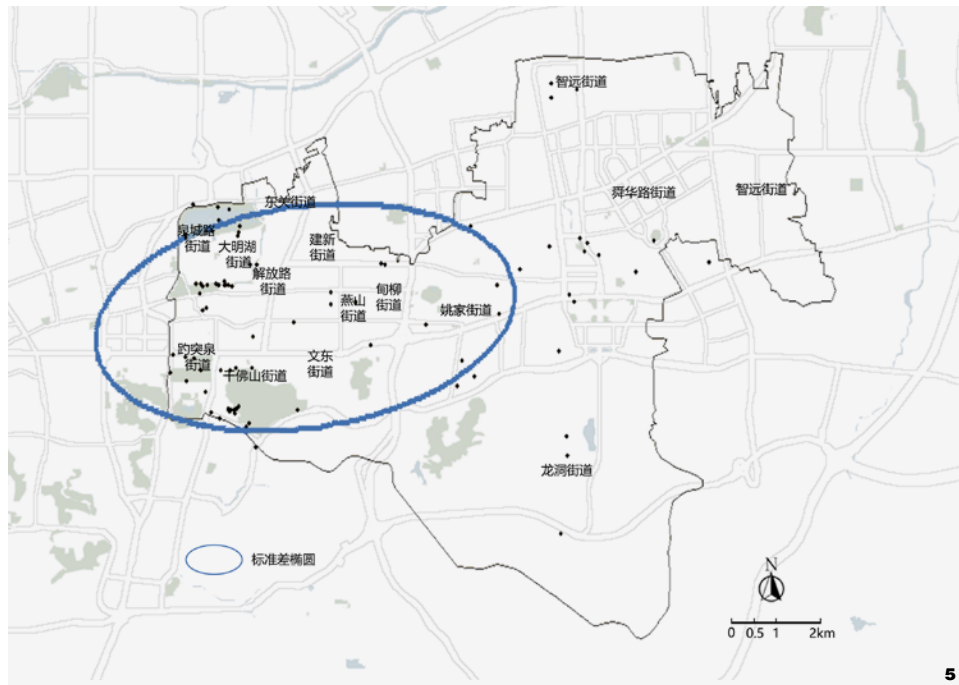 智远街道
舜华路街道
智远街道
东关街道
泉城路
街道
大明湖
街道
建新
街道
解放路
街道
甸柳
街道
燕山
街道
姚家街道
趵突泉
街道
文东
街道
千佛山街道
龙洞街道
标准差椭圆
N
0 0.5 1 2km
5